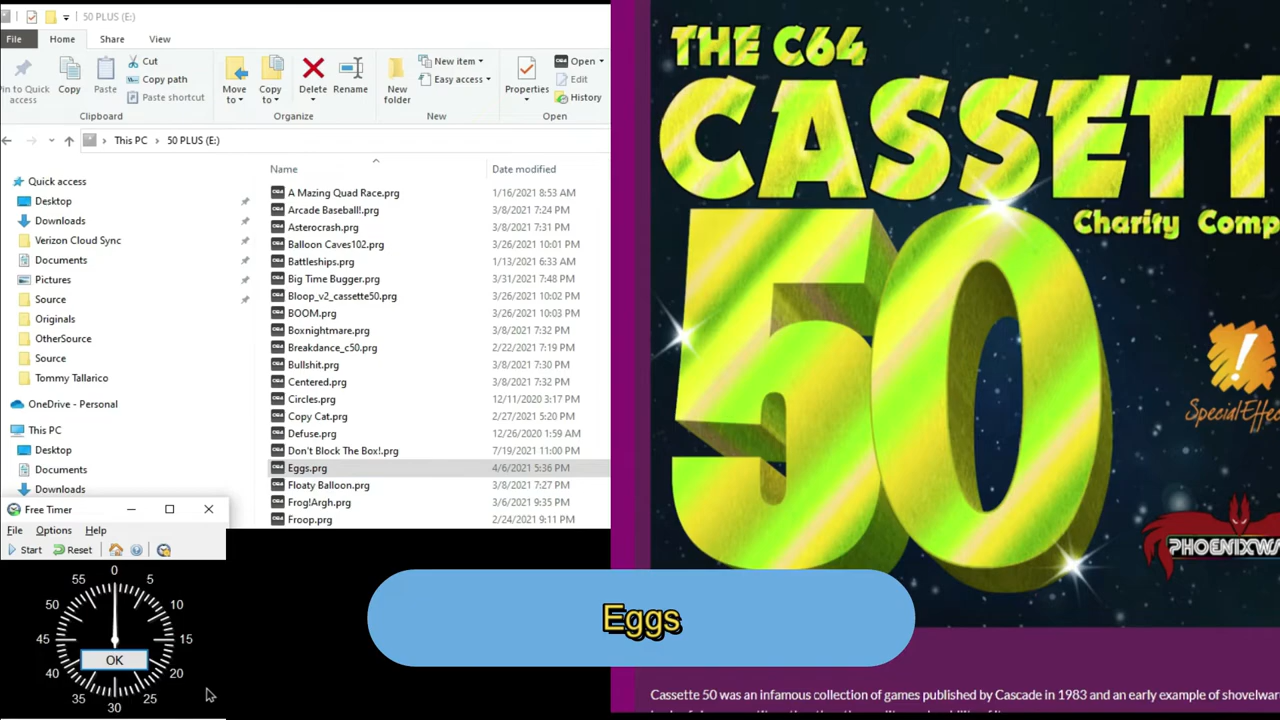 50 PLUS (E:)
File Home Share View
Pin to Quick access
Copy
Paste
Cut
Copy path
Paste shortcut
Clipboard
Move to
Copy to
Delete
Rename
Organize
New folder
New item
Easy access
New
Properties
Open
Edit
History
Open
This PC > 50 PLUS (E:)
Quick access
Desktop
Downloads
Verizon Cloud Sync
Documents
Pictures
Source
Originals
OtherSource
Source
Tommy Tallarico
OneDrive - Personal
This PC
Desktop
Documents
Downloads
Name Date modified
A Mazing Quad Race.prg 1/16/2021 8:53 AM
Arcade Baseball!.prg 3/8/2021 7:24 PM
Asterocrash.prg 3/8/2021 7:31 PM
Balloon Caves102.prg 3/26/2021 10:01 PM
Battleships.prg 1/13/2021 6:33 AM
Big Time Bugger.prg 3/31/2021 7:48 PM
Bloop_v2_cassette50.prg 3/26/2021 10:02 PM
BOOM.prg 3/26/2021 10:03 PM
Boxnightmare.prg 3/8/2021 7:32 PM
Breakdance_c50.prg 2/22/2021 7:19 PM
Bullshit.prg 3/8/2021 7:30 PM
Centered.prg 3/8/2021 7:32 PM
Circles.prg 12/11/2020 3:17 PM
Copy Cat.prg 2/27/2021 5:20 PM
Defuse.prg 12/26/2020 1:59 AM
Don't Block The Box!.prg 7/19/2021 11:00 PM
Eggs.prg 4/6/2021 5:36 PM
Floaty Balloon.prg 3/8/2021 7:27 PM
Frog!Argh.prg 3/6/2021 9:35 PM
Froop.prg 2/24/2021 9:11 PM
Free Timer
File Options Help
Start Reset
0
55 5
50 10
45 15
40 20
35 25
30
OK
THE C64
CASSETT
50
Charity Comp
SpecialEffe
PHOENIXWA
Eggs
Cassette 50 was an infamous collection of games published by Cascade in 1983 and an early example of shovelwar